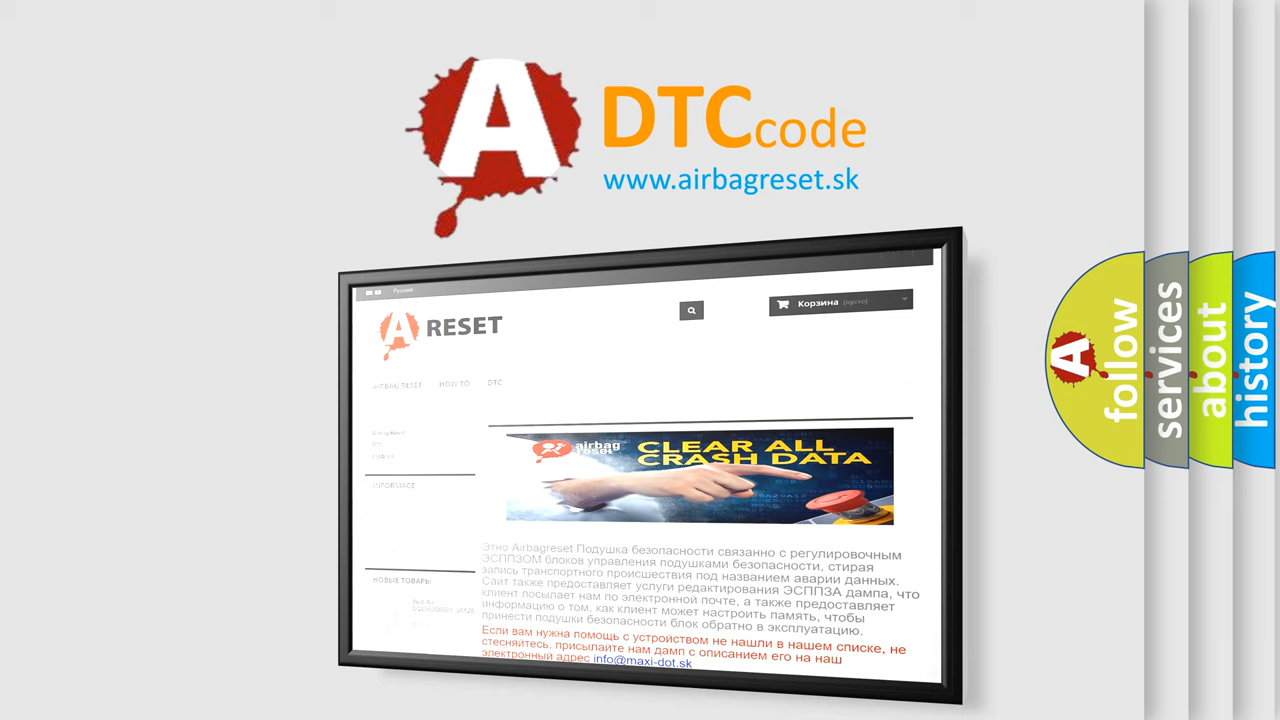 A
DTCcode
www.airbagreset.sk
Русский
A RESET
Корзина (пусто)
AIRBAG RESET
HOW TO
DTC
INFORMACE
НОВЫЕ ТОВАРЫ
airbag
reset
CLEAR ALL
CRASH DATA
Этно Airbagreset Подушка безопасности связанно с регулировочным
ЭСППЗОМ блоков управления подушками безопасности, стирая
запись транспортного происшествия под названием аварии данных.
Сайт также предоставляет услуги редактирования ЭСППЗА дампа, что
клиент посылает нам по электронной почте, а также предоставляет
информацию о том, как клиент может настроить память, чтобы
принести подушки безопасности блок обратно в эксплуатацию.
Если вам нужна помощь с устройством не нашли в нашем списке, не
стесняйтесь, присылайте нам дамп с описанием его на наш
электронный адрес info@maxi-dot.sk
A
follow
services
about
history